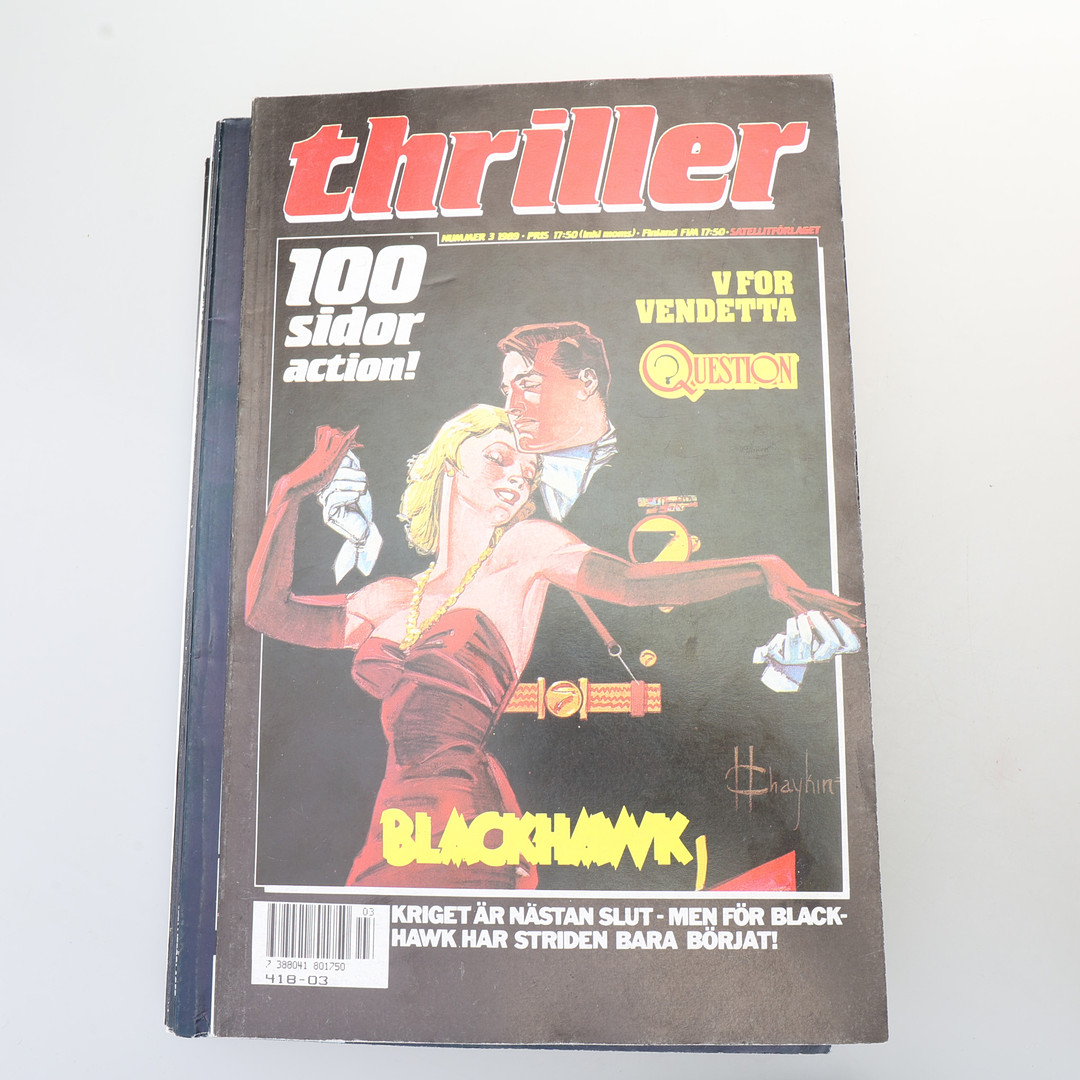 thriller
NUMMER 3 1989 · PRIS 17:50 (inkl moms) · Finland FIM 17:50 · SATELLITFÖRLAGET
100
sidor
action!
V FOR
VENDETTA
QUESTION
HChaykin
BLACKHAWK,
KRIGET ÄR NÄSTAN SLUT - MEN FÖR BLACK-
HAWK HAR STRIDEN BARA BÖRJAT!
03
7 388041 801750
418-03